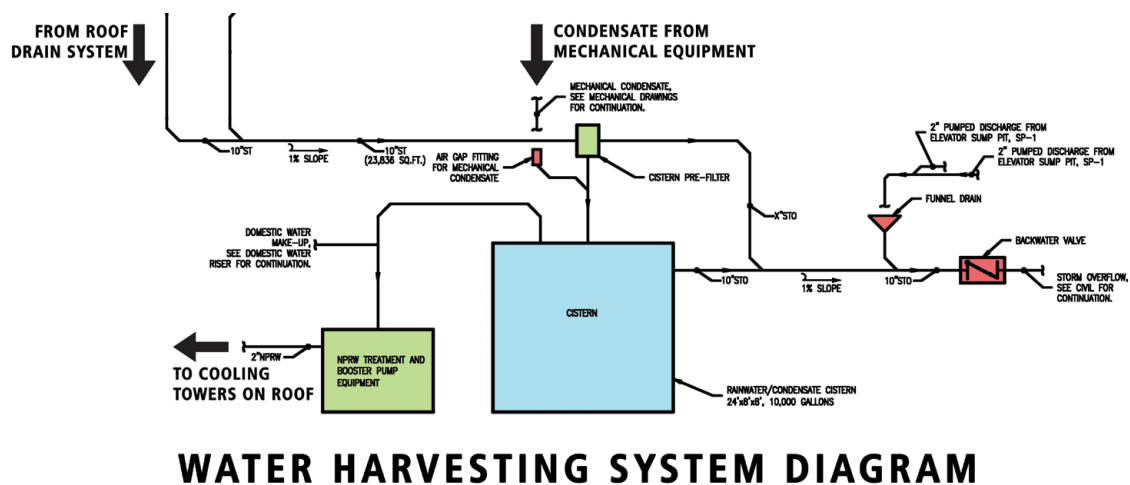 FROM ROOF
DRAIN SYSTEM
CONDENSATE FROM
MECHANICAL EQUIPMENT
MECHANICAL CONDENSATE,
SEE MECHANICAL DRAWINGS
FOR CONTINUATION.
10"ST
1% SLOPE
10"ST
(23,836 SQ.FT.)
AIR GAP FITTING
FOR MECHANICAL
CONDENSATE
CISTERN PRE-FILTER
2" PUMPED DISCHARGE FROM
ELEVATOR SUMP PIT, SP-1
2" PUMPED DISCHARGE FROM
ELEVATOR SUMP PIT, SP-1
FUNNEL DRAIN
X"STO
DOMESTIC WATER
MAKE-UP,
SEE DOMESTIC WATER
RISER FOR CONTINUATION.
BACKWATER VALVE
10"STO
1% SLOPE
10"STO
STORM OVERFLOW,
SEE CIVIL FOR
CONTINUATION.
CISTERN
2"NPRW
NPRW TREATMENT AND
BOOSTER PUMP
EQUIPMENT
TO COOLING
TOWERS ON ROOF
RAINWATER/CONDENSATE CISTERN
24'x8'x8', 10,000 GALLONS
WATER HARVESTING SYSTEM DIAGRAM